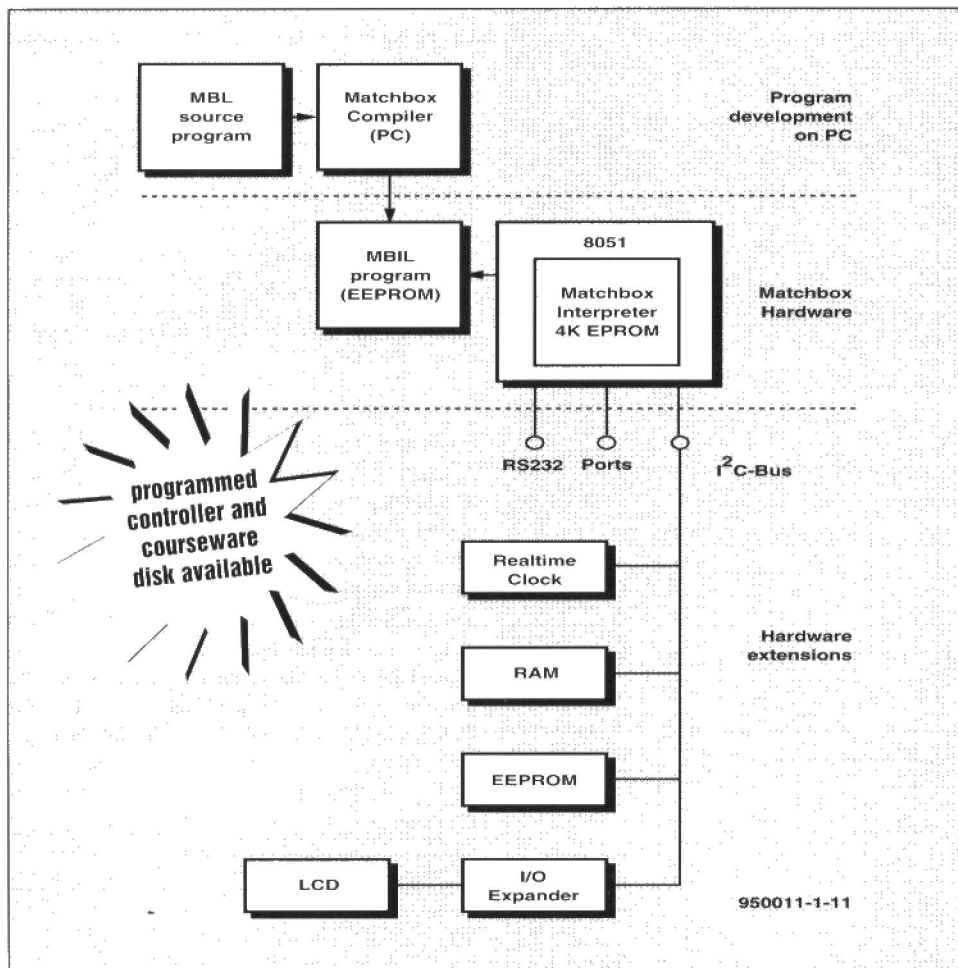 MBL
source
program
Matchbox
Compiler
(PC)
Program
development
on PC
MBIL
program
(EEPROM)
8051
Matchbox
Interpreter
4K EPROM
Matchbox
Hardware
RS232
Ports
I²C-Bus
programmed
controller and
courseware
disk available
Realtime
Clock
RAM
EEPROM
Hardware
extensions
LCD
I/O
Expander
950011-1-11